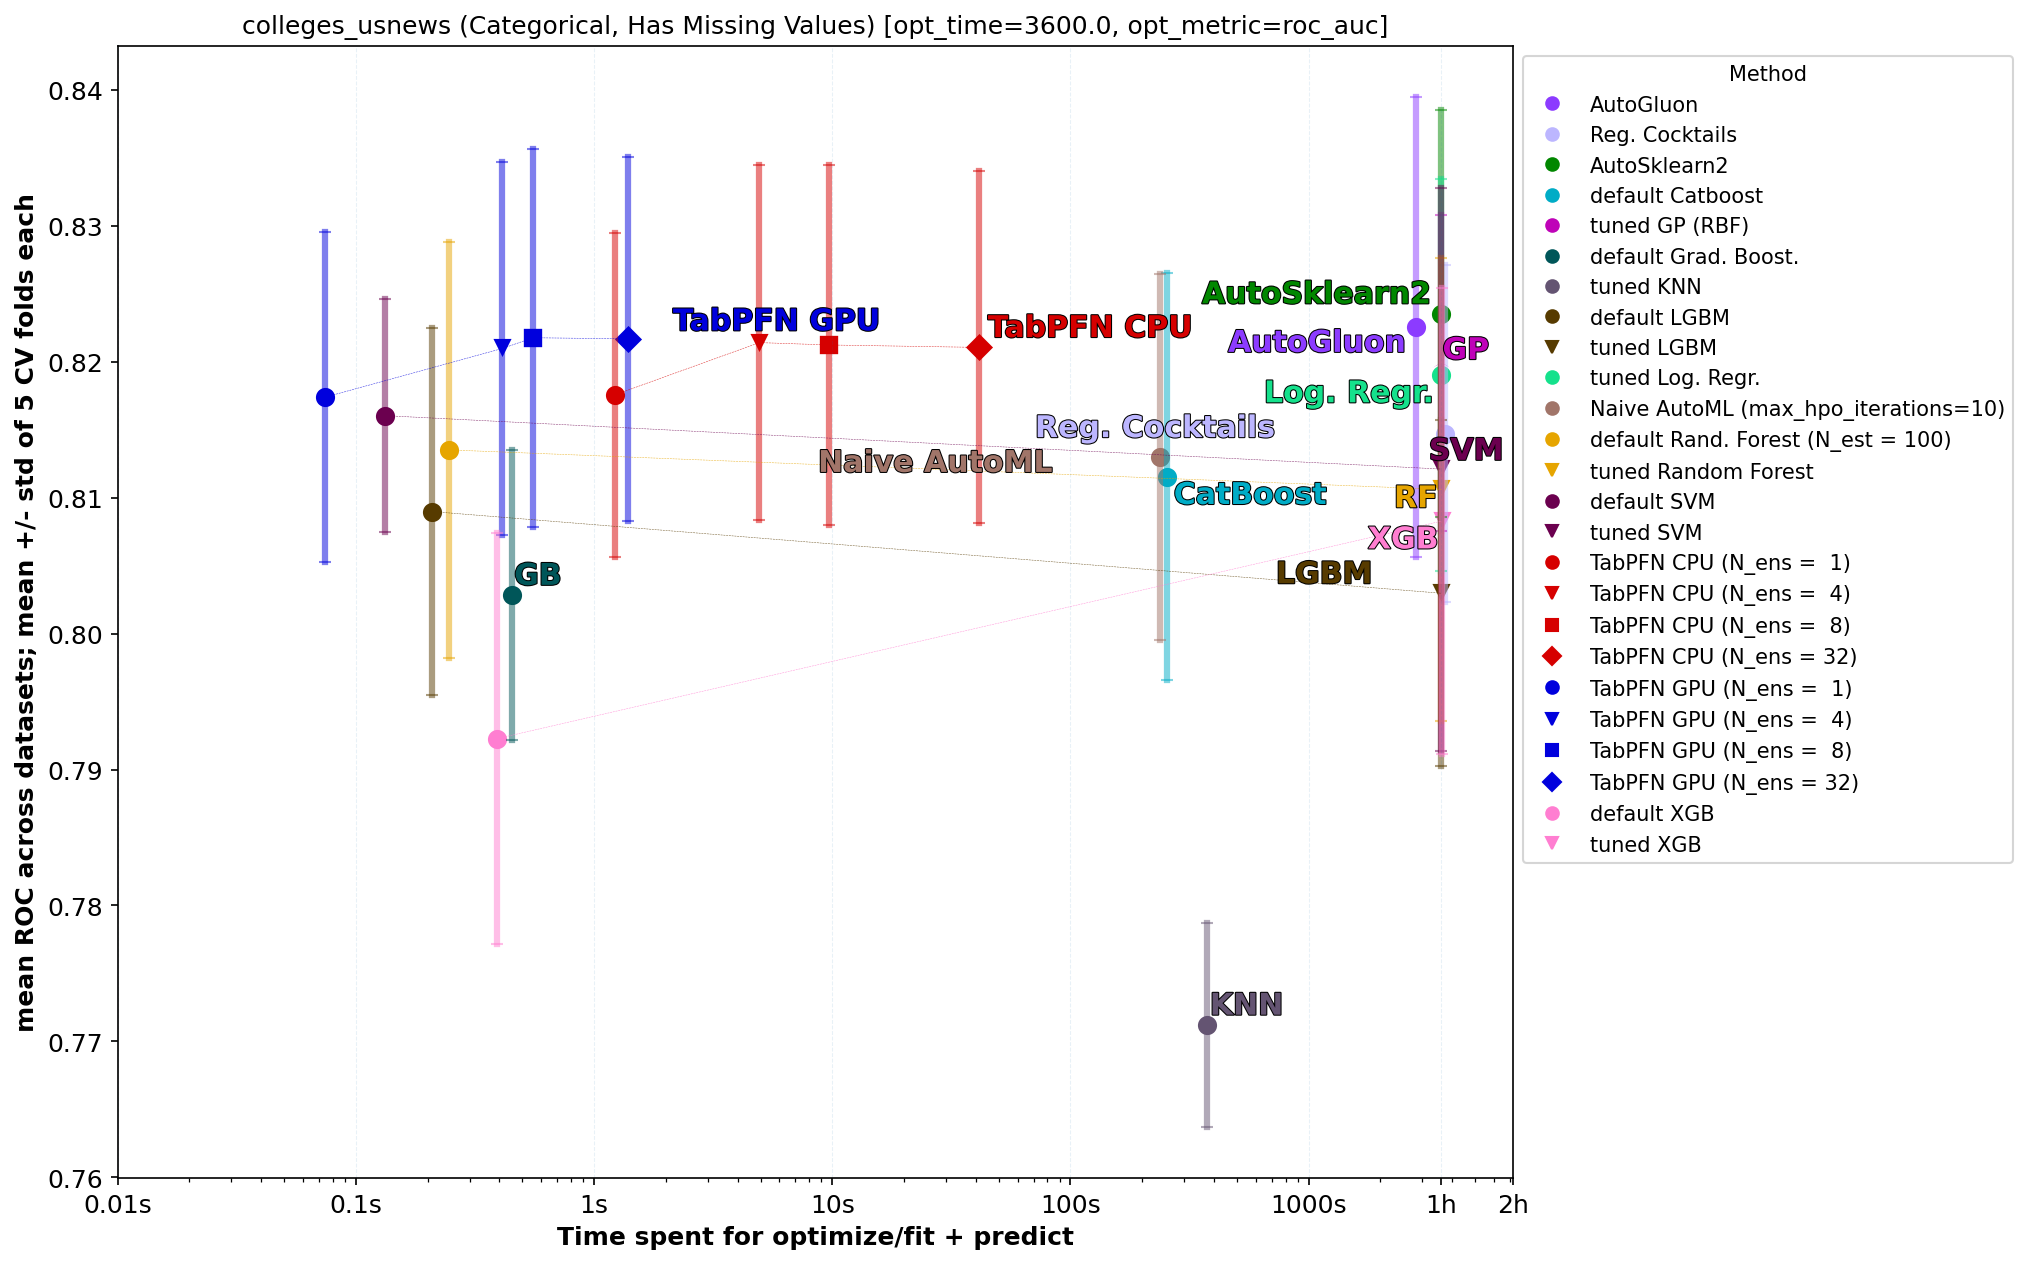 colleges_usnews (Categorical, Has Missing Values) [opt_time=3600.0, opt_metric=roc_auc]
mean ROC across datasets; mean +/- std of 5 CV folds each
0.84
0.83
0.82
0.81
0.80
0.79
0.78
0.77
0.76
AutoSklearn2
TabPFN GPU
TabPFN CPU
AutoGluon
GP
Log. Regr.
Reg. Cocktails
SVM
Naive AutoML
CatBoost
RF
XGB
GB
LGBM
KNN
0.01s
0.1s
1s
10s
100s
1000s
1h
2h
Time spent for optimize/fit + predict
Method
AutoGluon
Reg. Cocktails
AutoSklearn2
default Catboost
tuned GP (RBF)
default Grad. Boost.
tuned KNN
default LGBM
tuned LGBM
tuned Log. Regr.
Naive AutoML (max_hpo_iterations=10)
default Rand. Forest (N_est = 100)
tuned Random Forest
default SVM
tuned SVM
TabPFN CPU (N_ens =  1)
TabPFN CPU (N_ens =  4)
TabPFN CPU (N_ens =  8)
TabPFN CPU (N_ens = 32)
TabPFN GPU (N_ens =  1)
TabPFN GPU (N_ens =  4)
TabPFN GPU (N_ens =  8)
TabPFN GPU (N_ens = 32)
default XGB
tuned XGB